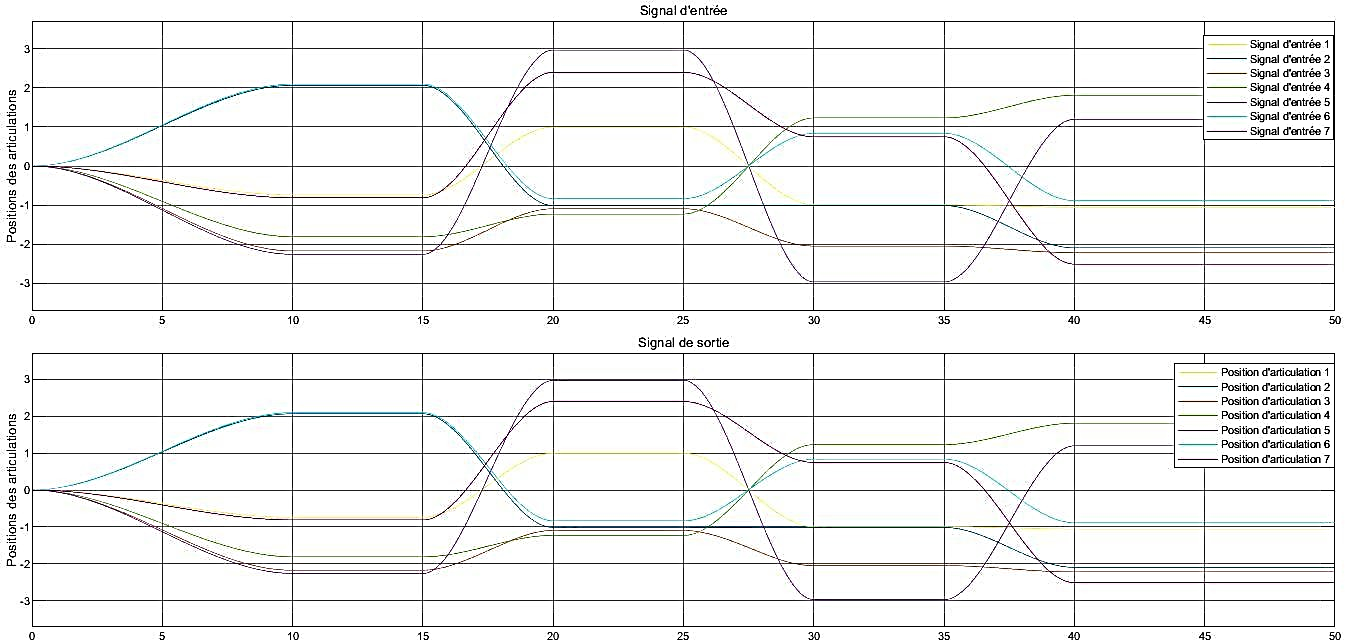 Signal d'entrée
Positions des articulations
3
2
1
0
-1
-2
-3
0 5 10 15 20 25 30 35 40 45 50
Signal d'entrée 1
Signal d'entrée 2
Signal d'entrée 3
Signal d'entrée 4
Signal d'entrée 5
Signal d'entrée 6
Signal d'entrée 7
Signal de sortie
Positions des articulations
3
2
1
0
-1
-2
-3
0 5 10 15 20 25 30 35 40 45 50
Position d'articulation 1
Position d'articulation 2
Position d'articulation 3
Position d'articulation 4
Position d'articulation 5
Position d'articulation 6
Position d'articulation 7